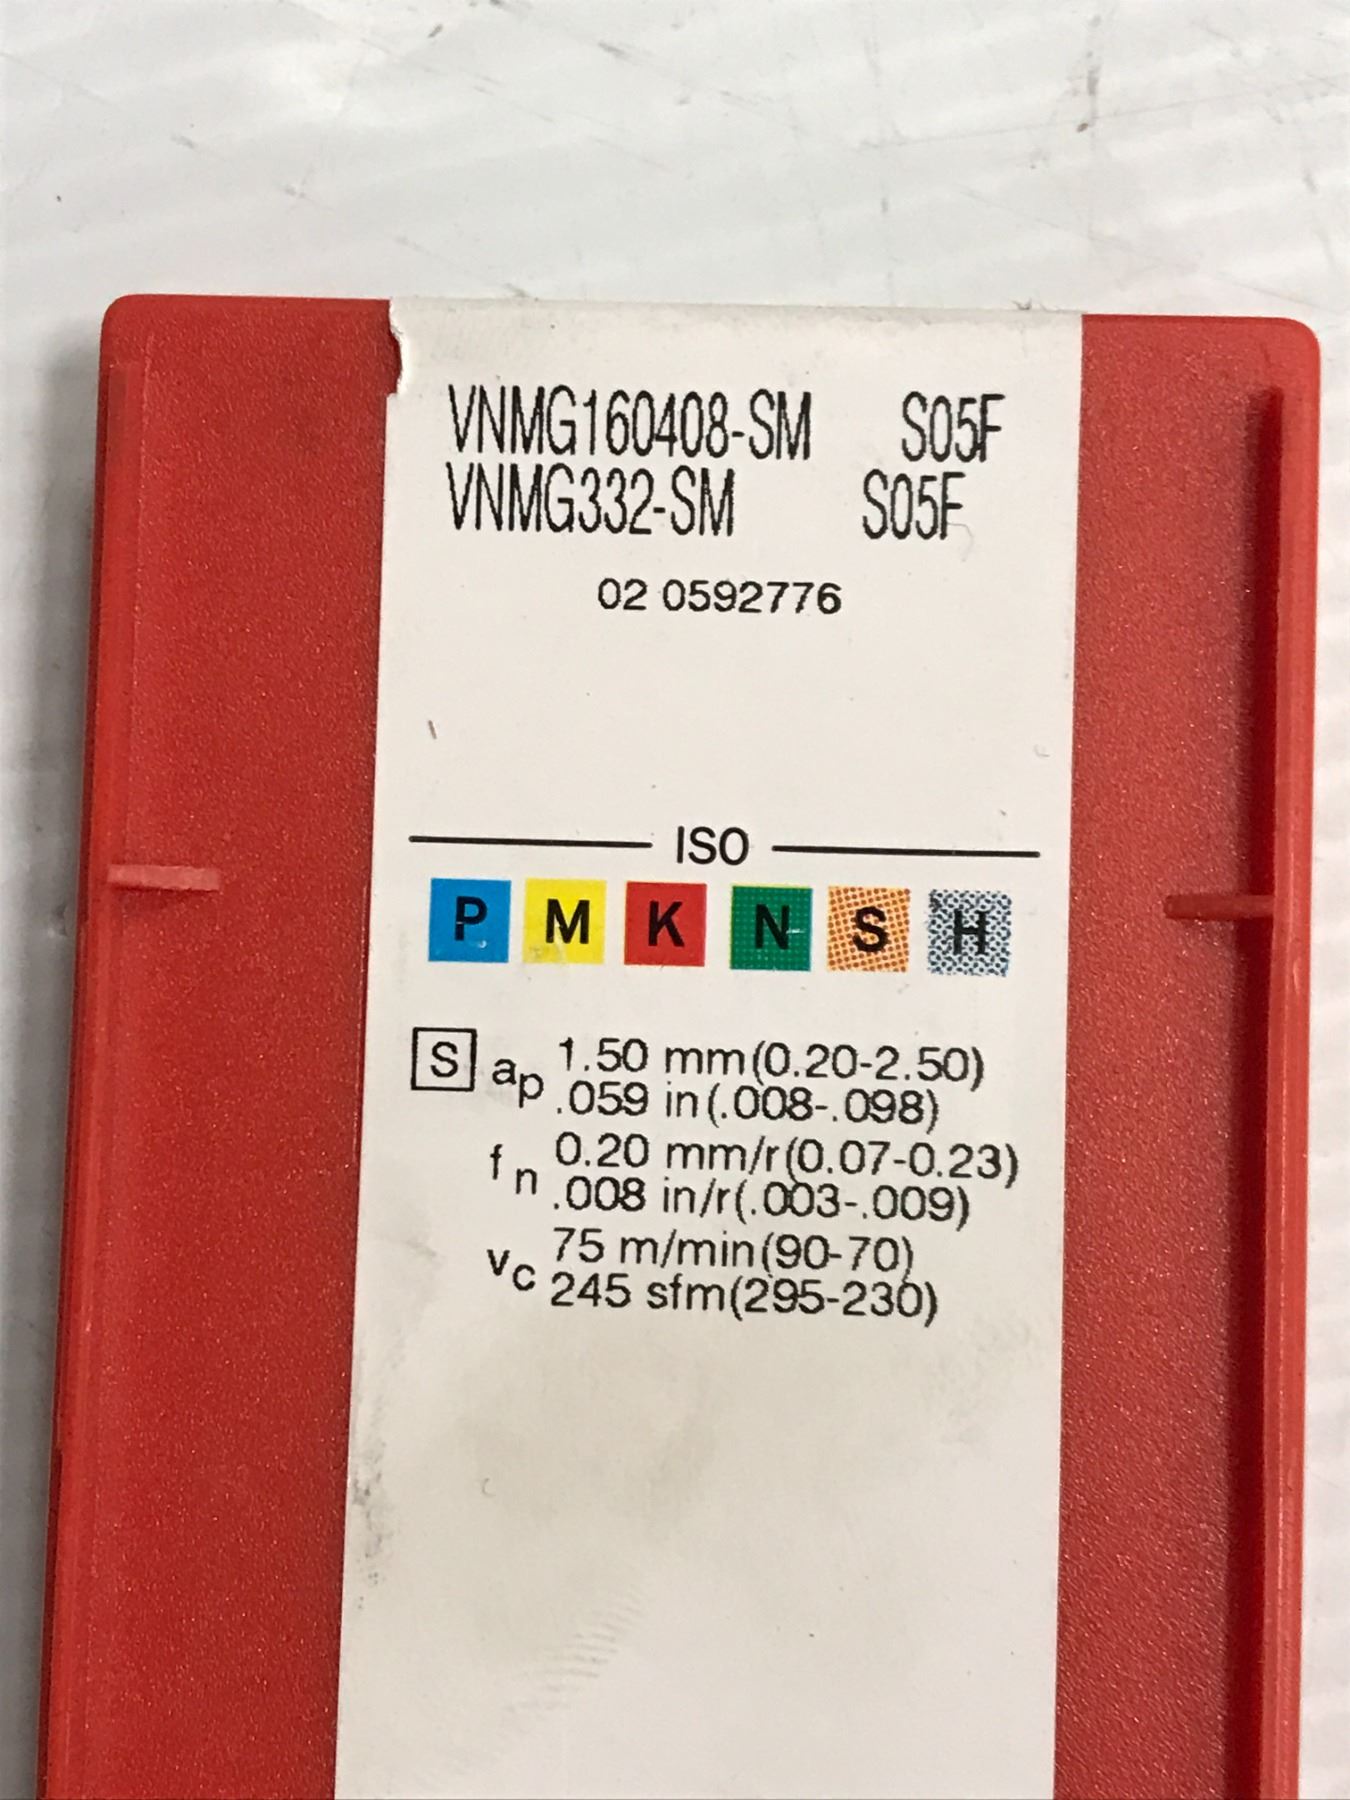 VNMG160408-SM S05F
VNMG332-SM S05F
02 0592776
ISO
P M K N S H
S ap 1.50 mm(0.20-2.50)
.059 in(.008-.098)
fn 0.20 mm/r(0.07-0.23)
.008 in/r(.003-.009)
vc 75 m/min(90-70)
245 sfm(295-230)